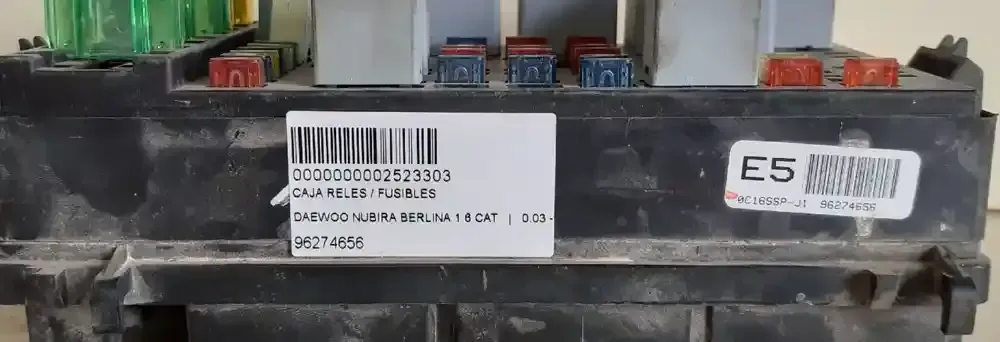 0000000002523303
CAJA RELES / FUSIBLES
DAEWOO NUBIRA BERLINA 1 6 CAT | 0.03 -
96274656
E5
0C16SSP-J1 96274656